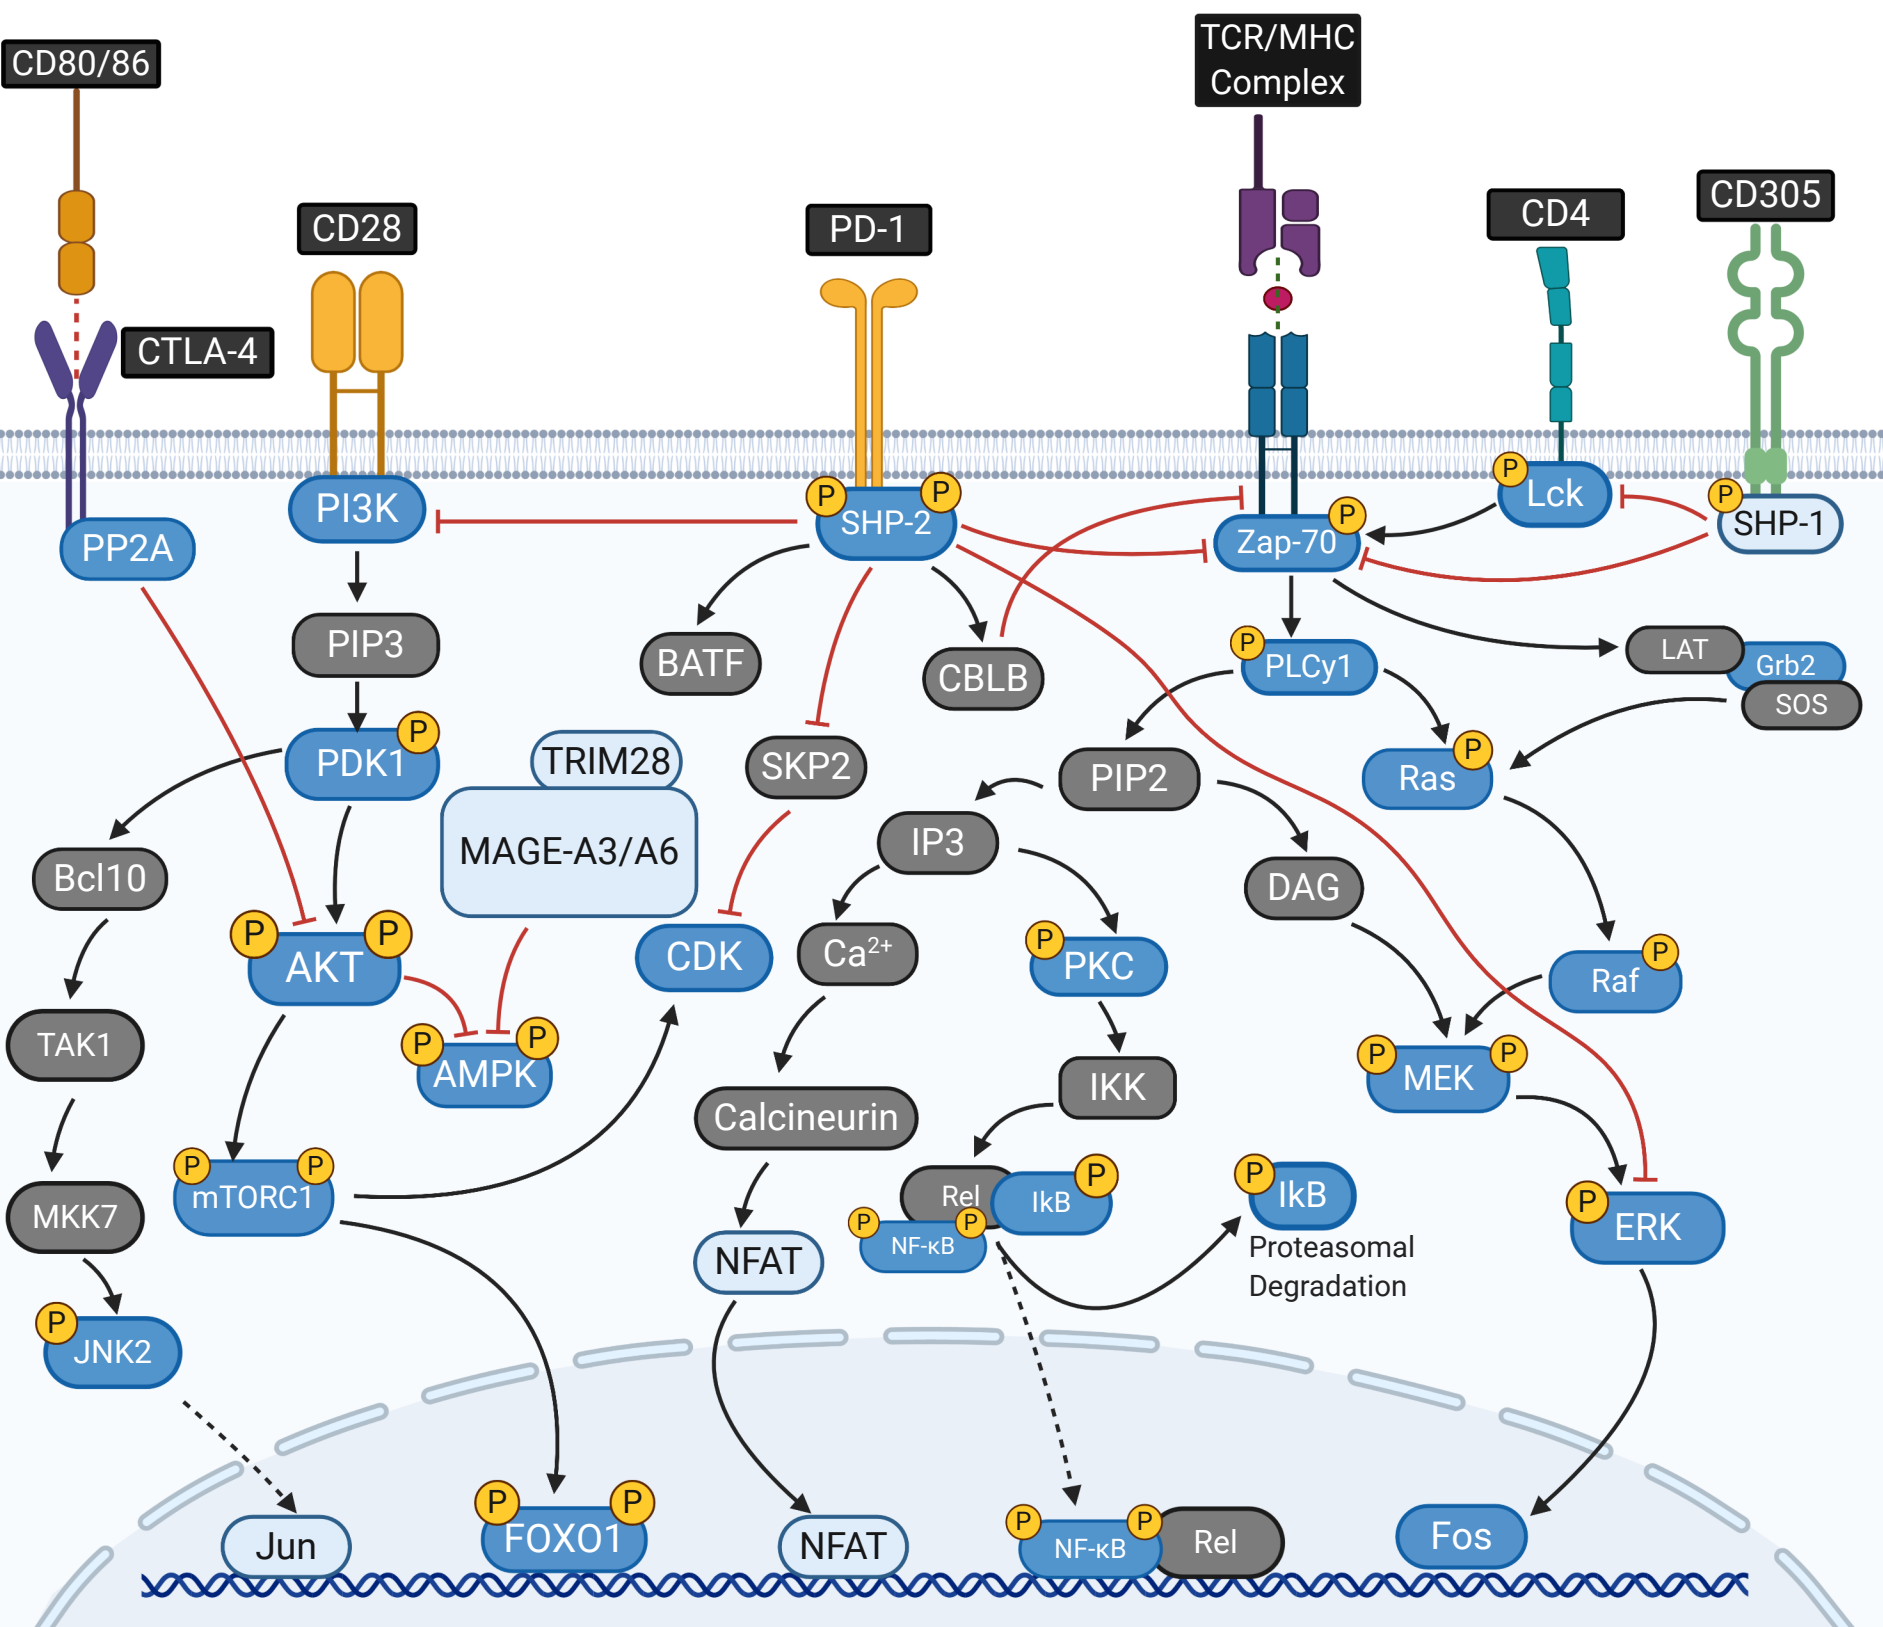 TCR/MHC
Complex
CD80/86
CD305
CD4
CD28
PD-1
CTLA-4
P
Lck
P
P
P
SHP-1
PI3K
SHP-2
P
Zap-70
PP2A
PIP3
BATF
CBLB
P
PLCy1
LAT
Grb2
SOS
P
PDK1
TRIM28
SKP2
PIP2
P
Ras
MAGE-A3/A6
IP3
Bcl10
DAG
P
P
AKT
CDK
Ca2+
P
PKC
P
Raf
TAK1
P
P
AMPK
IKK
P
P
MEK
Calcineurin
P
P
mTORC1
MKK7
Rel
P
IkB
P
P
NF-κB
P
IkB
Proteasomal
Degradation
P
ERK
NFAT
P
JNK2
P
P
FOXO1
Jun
NFAT
P
P
NF-κB
Rel
Fos